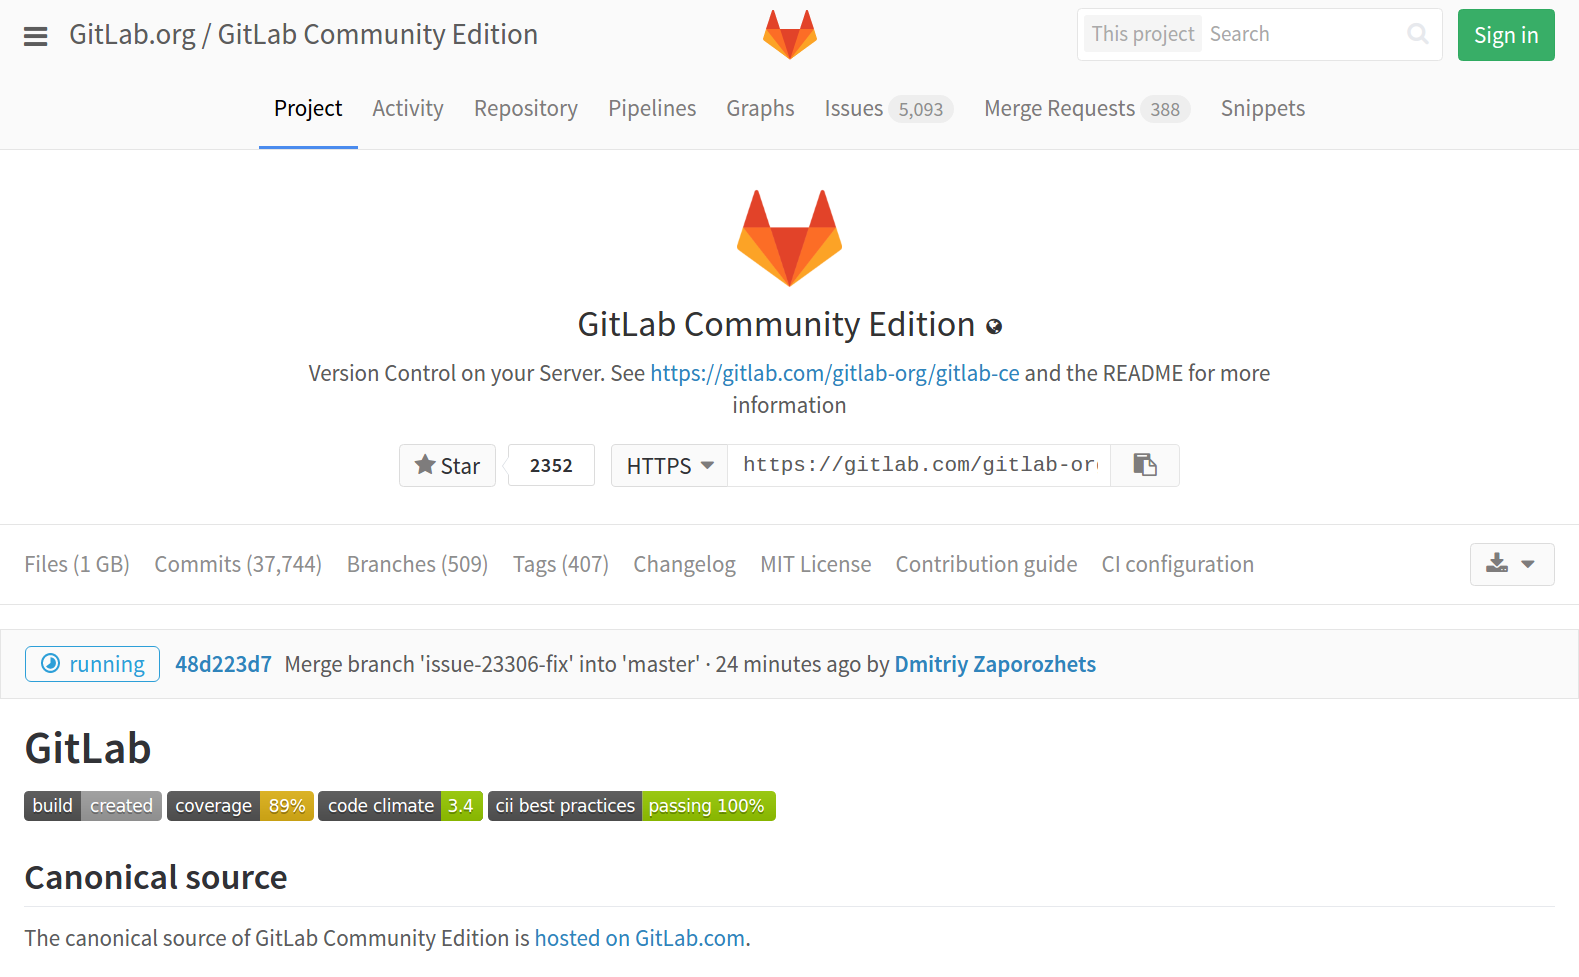 GitLab.org / GitLab Community Edition
This project Search
Sign in
Project Activity Repository Pipelines Graphs Issues 5,093 Merge Requests 388 Snippets
GitLab Community Edition
Version Control on your Server. See https://gitlab.com/gitlab-org/gitlab-ce and the README for more
information
Star 2352 HTTPS https://gitlab.com/gitlab-or
Files (1 GB) Commits (37,744) Branches (509) Tags (407) Changelog MIT License Contribution guide CI configuration
running 48d223d7 Merge branch 'issue-23306-fix' into 'master' · 24 minutes ago by Dmitriy Zaporozhets
GitLab
build created coverage 89% code climate 3.4 cii best practices passing 100%
Canonical source
The canonical source of GitLab Community Edition is hosted on GitLab.com.